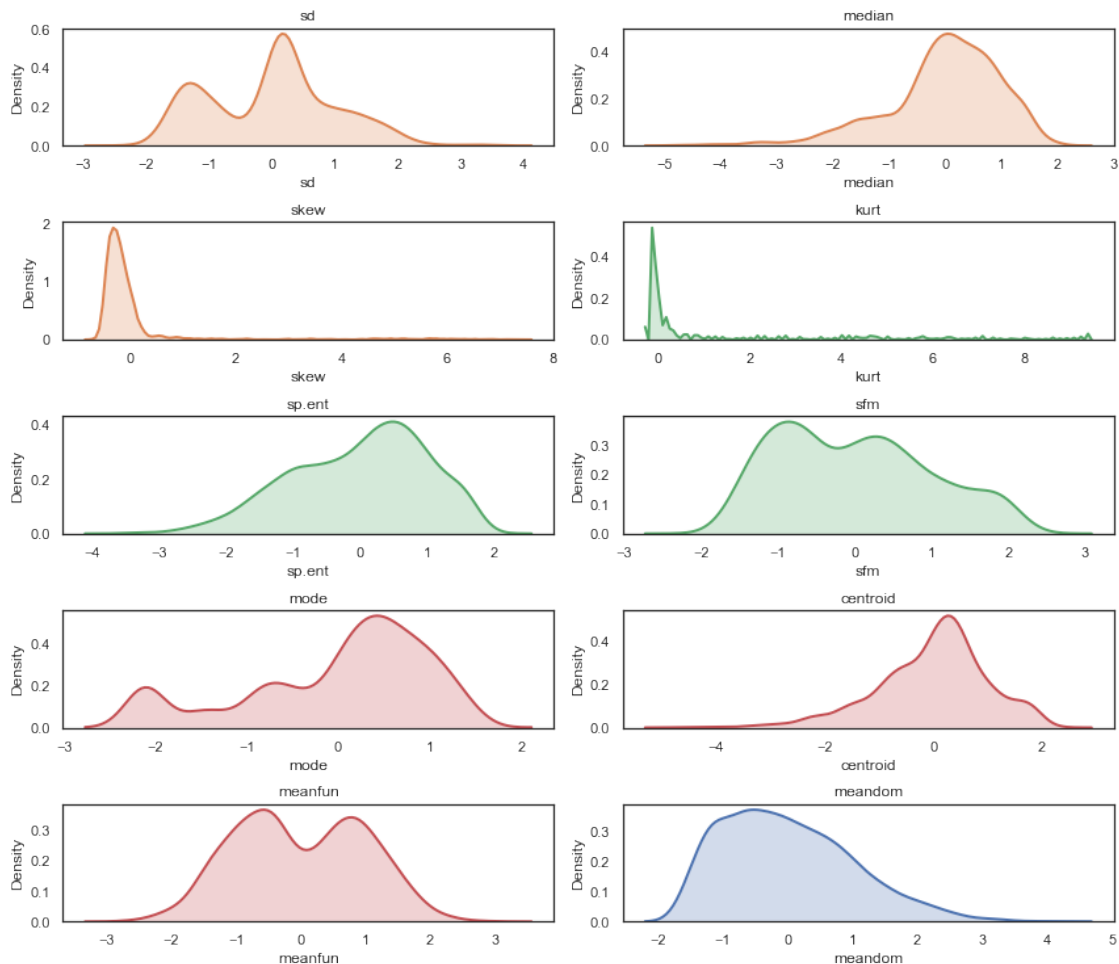 sd
Density
0.6
0.4
0.2
0.0
−3 −2 −1 0 1 2 3 4
sd
median
Density
0.4
0.2
0.0
−5 −4 −3 −2 −1 0 1 2 3
median
skew
Density
2
1
0
0 2 4 6 8
skew
kurt
Density
0.4
0.2
0.0
0 2 4 6 8
kurt
sp.ent
Density
0.4
0.2
0.0
−4 −3 −2 −1 0 1 2
sp.ent
sfm
Density
0.3
0.2
0.1
0.0
−3 −2 −1 0 1 2 3
sfm
mode
Density
0.4
0.2
0.0
−3 −2 −1 0 1 2
mode
centroid
Density
0.4
0.2
0.0
−4 −2 0 2
centroid
meanfun
Density
0.3
0.2
0.1
0.0
−3 −2 −1 0 1 2 3
meanfun
meandom
Density
0.3
0.2
0.1
0.0
−2 −1 0 1 2 3 4 5
meandom